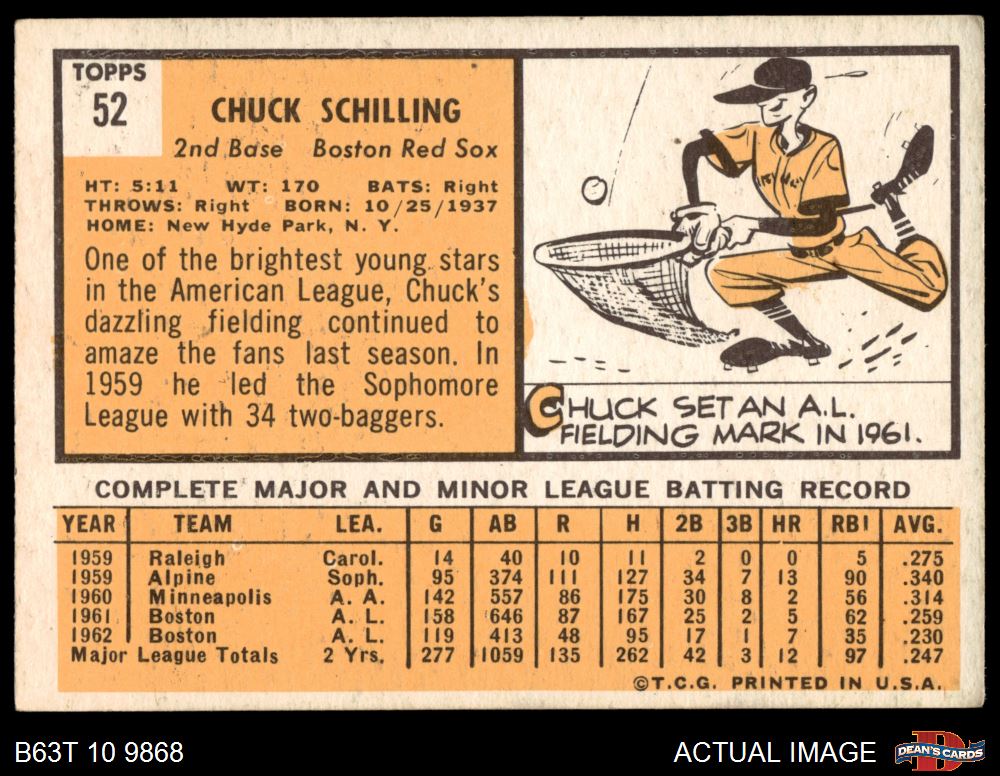 TOPPS
52
CHUCK SCHILLING
2nd Base Boston Red Sox
HT: 5:11 WT: 170 BATS: Right
THROWS: Right BORN: 10/25/1937
HOME: New Hyde Park, N. Y.
One of the brightest young stars
in the American League, Chuck's
dazzling fielding continued to
amaze the fans last season. In
1959 he led the Sophomore
League with 34 two-baggers.
CHUCK SET AN A.L.
FIELDING MARK IN 1961.
COMPLETE MAJOR AND MINOR LEAGUE BATTING RECORD
YEAR TEAM LEA. G AB R H 2B 3B HR RBI AVG.
1959 Raleigh Carol. 14 40 10 11 2 0 0 5 .275
1959 Alpine Soph. 95 374 111 127 34 7 13 90 .340
1960 Minneapolis A. A. 142 557 86 175 30 8 2 56 .314
1961 Boston A. L. 158 646 87 167 25 2 5 62 .259
1962 Boston A. L. 119 413 48 95 17 1 7 35 .230
Major League Totals 2 Yrs. 277 1059 135 262 42 3 12 97 .247
©T.C.G. PRINTED IN U.S.A.
B63T 10 9868
ACTUAL IMAGE
DEAN'S CARDS